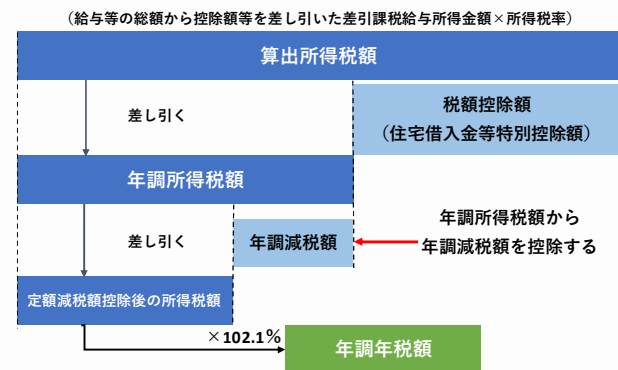 （給与等の総額から控除額等を差し引いた差引課税給与所得金額×所得税率）
算出所得税額
差し引く
税額控除額
（住宅借入金等特別控除額）
年調所得税額
差し引く
年調減税額
年調所得税額から
年調減税額を控除する
定額減税額控除後の所得税額
×102.1%
年調年税額